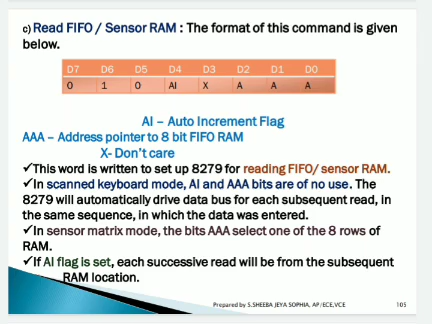 c) Read FIFO / Sensor RAM : The format of this command is given
below.
D7 D6 D5 D4 D3 D2 D1 D0
0 1 0 AI X A A A
AI – Auto Increment Flag
AAA – Address pointer to 8 bit FIFO RAM
X- Don't care
✓This word is written to set up 8279 for reading FIFO/ sensor RAM.
✓In scanned keyboard mode, AI and AAA bits are of no use. The
8279 will automatically drive data bus for each subsequent read, in
the same sequence, in which the data was entered.
✓In sensor matrix mode, the bits AAA select one of the 8 rows of
RAM.
✓If AI flag is set, each successive read will be from the subsequent
RAM location.
Prepared by S.SHEEBA JEYA SOPHIA, AP/ECE,VCE 105